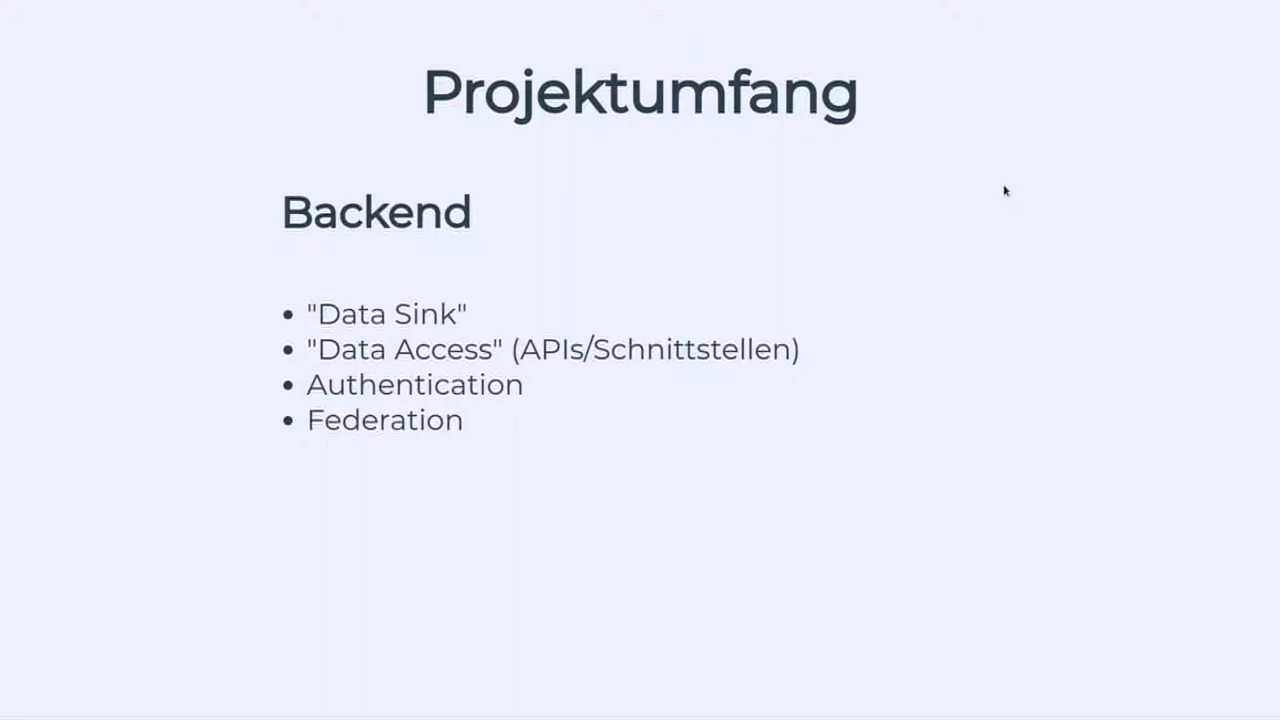 Projektumfang
Backend
• "Data Sink"
• "Data Access" (APIs/Schnittstellen)
• Authentication
• Federation